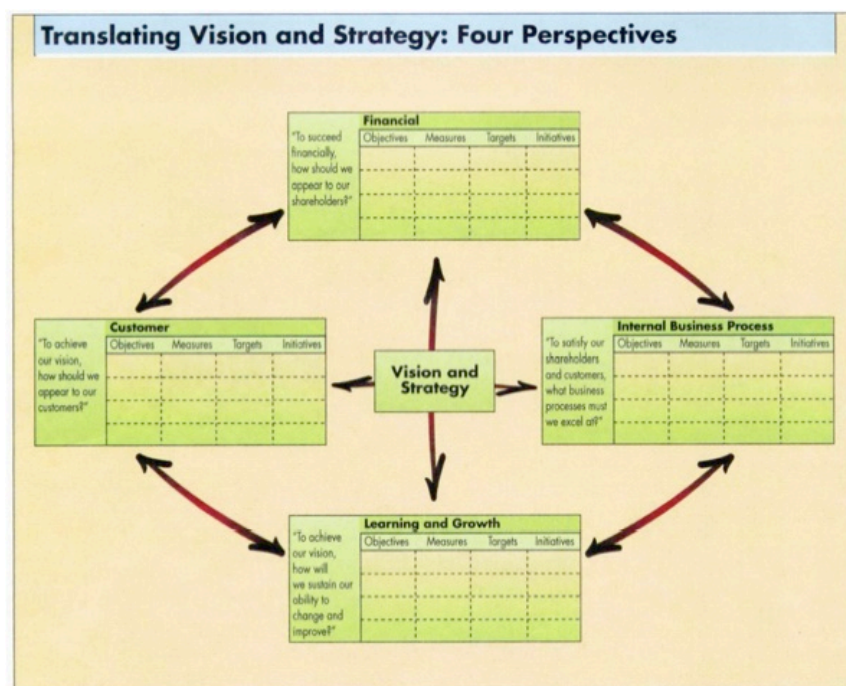 Translating Vision and Strategy: Four Perspectives
Financial
"To succeed
financially,
how should we
appear to our
shareholders?"
Objectives Measures Targets Initiatives
Customer
"To achieve
our vision,
how should we
appear to our
customers?"
Objectives Measures Targets Initiatives
Vision and
Strategy
Internal Business Process
"To satisfy our
shareholders
and customers,
what business
processes must
we excel at?"
Objectives Measures Targets Initiatives
Learning and Growth
"To achieve
our vision,
how will
we sustain our
ability to
change and
improve?"
Objectives Measures Targets Initiatives